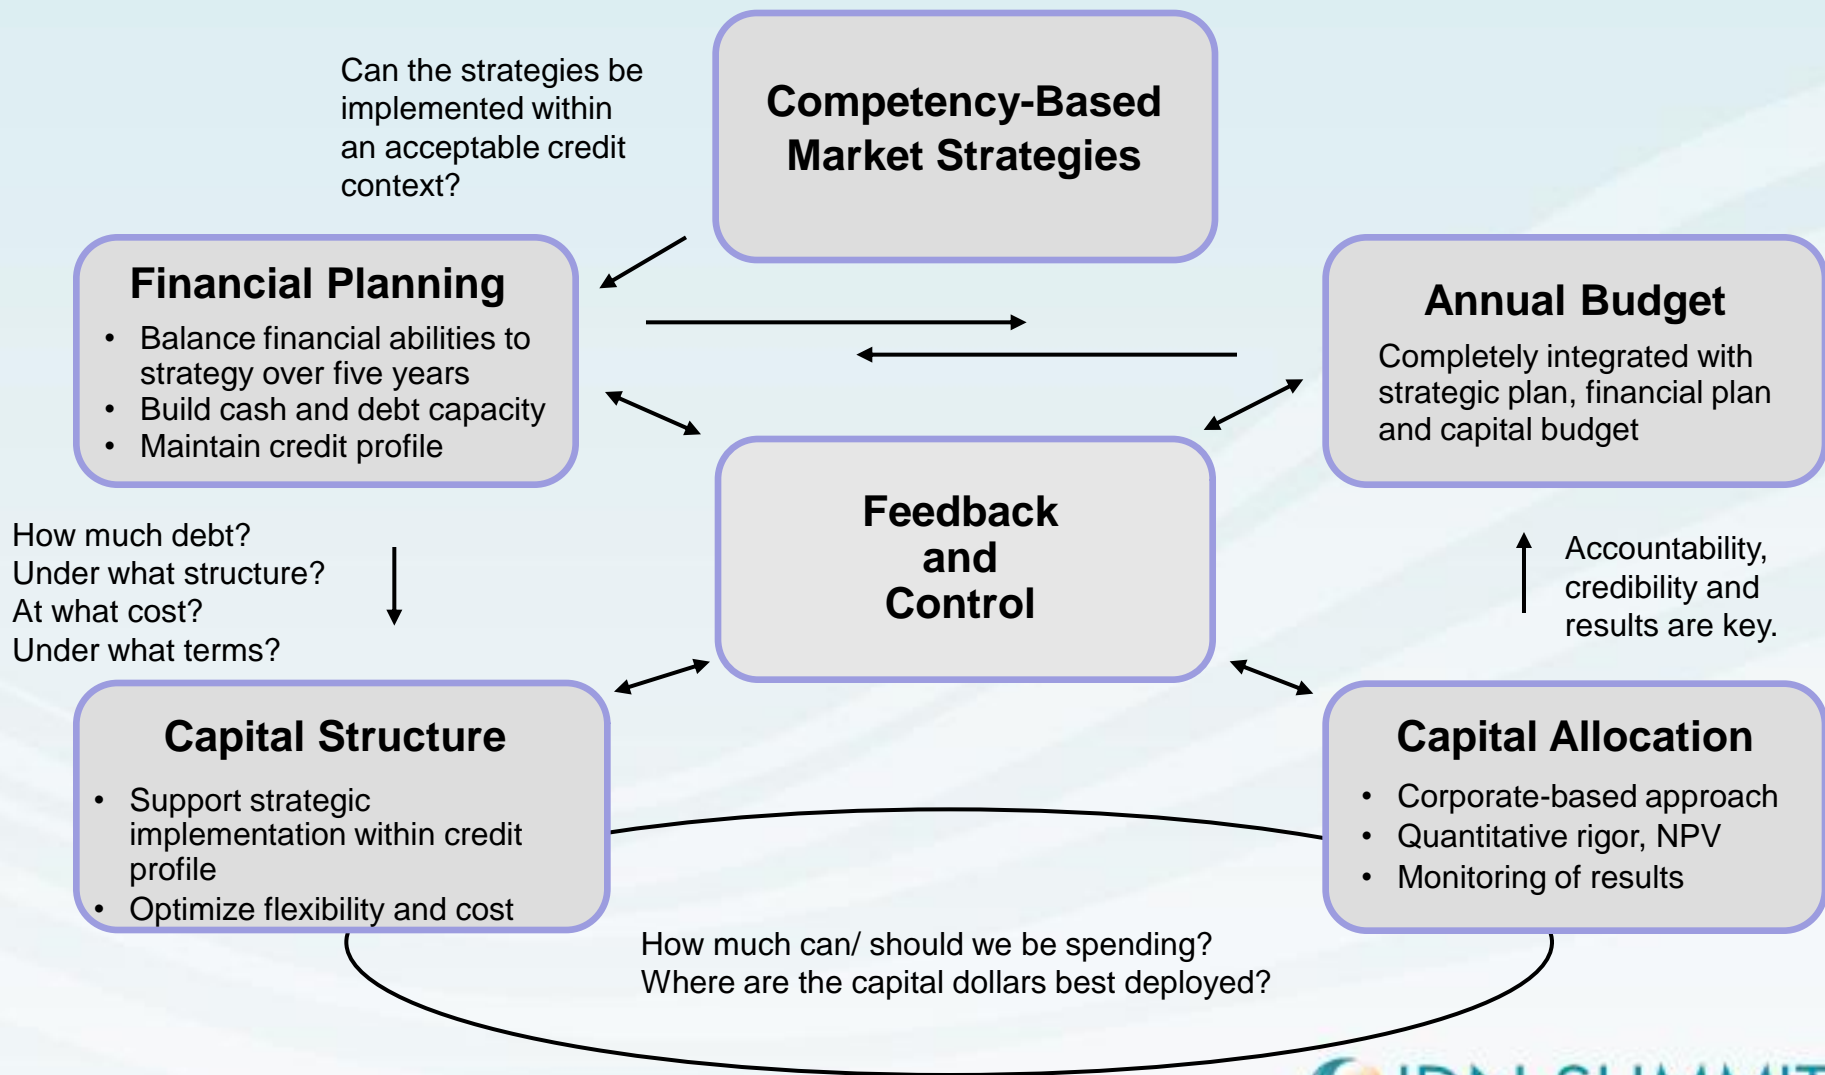 Can the strategies be
implemented within
an acceptable credit
context?
Competency-Based
Market Strategies
Financial Planning
• Balance financial abilities to
strategy over five years
• Build cash and debt capacity
• Maintain credit profile
Annual Budget
Completely integrated with
strategic plan, financial plan
and capital budget
Feedback
and
Control
How much debt?
Under what structure?
At what cost?
Under what terms?
Accountability,
credibility and
results are key.
Capital Structure
• Support strategic
implementation within credit
profile
• Optimize flexibility and cost
Capital Allocation
• Corporate-based approach
• Quantitative rigor, NPV
• Monitoring of results
How much can/ should we be spending?
Where are the capital dollars best deployed?
IDN SUMMIT